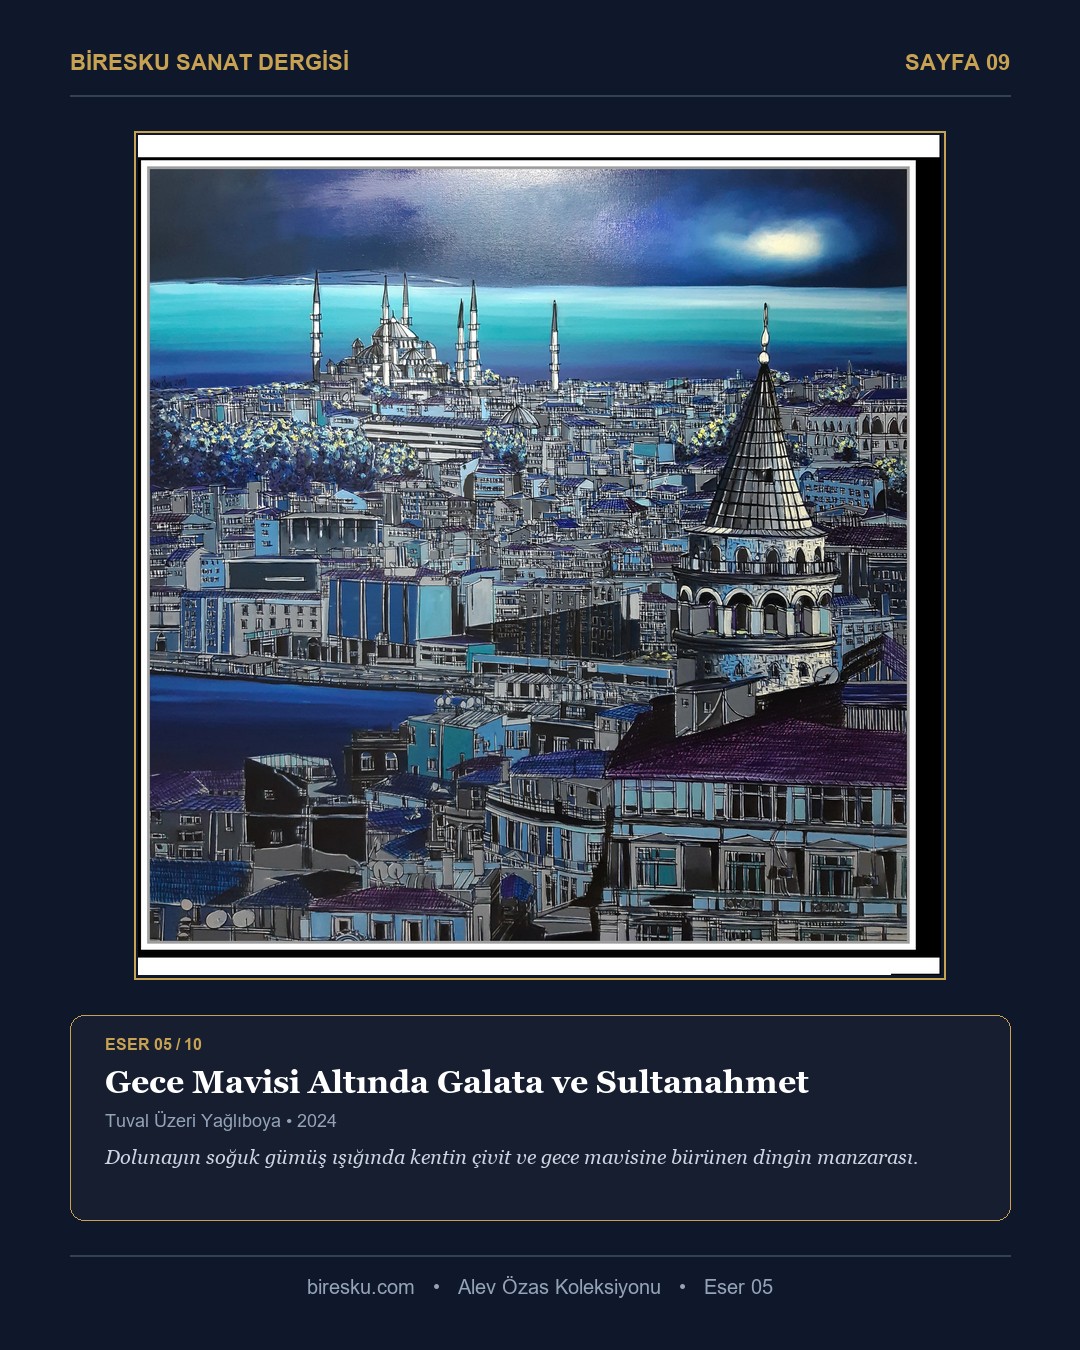 BİRESKU SANAT DERGİSİ
SAYFA 09
ESER 05 / 10
Gece Mavisi Altında Galata ve Sultanahmet
Tuval Üzeri Yağlıboya • 2024
Dolunayın soğuk gümüş ışığında kentin çivit ve gece mavisine bürünen dingin manzarası.
biresku.com • Alev Özas Koleksiyonu • Eser 05